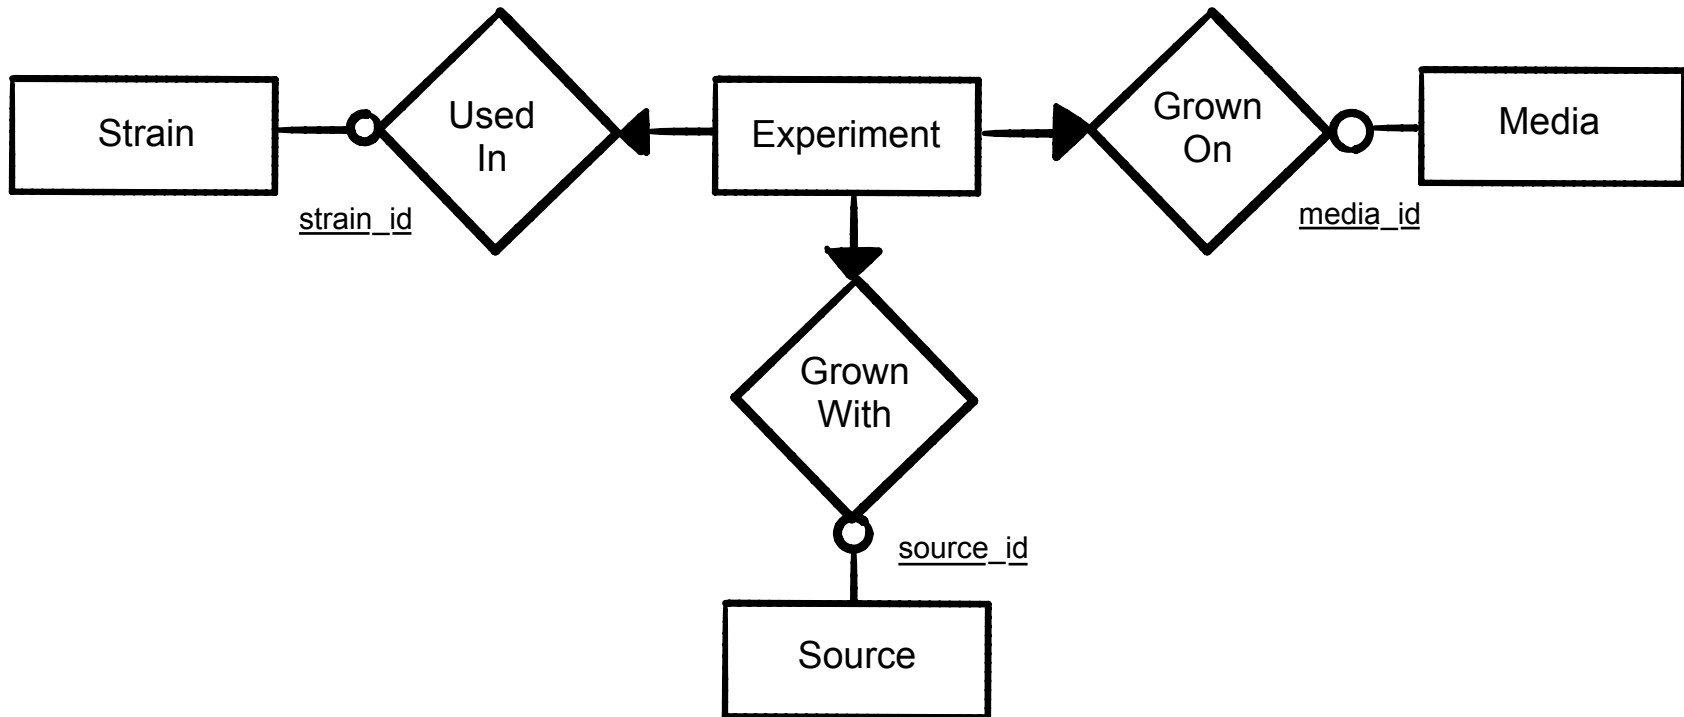 Strain
Used
In
Experiment
Grown
On
Media
strain_id
media_id
Grown
With
source_id
Source